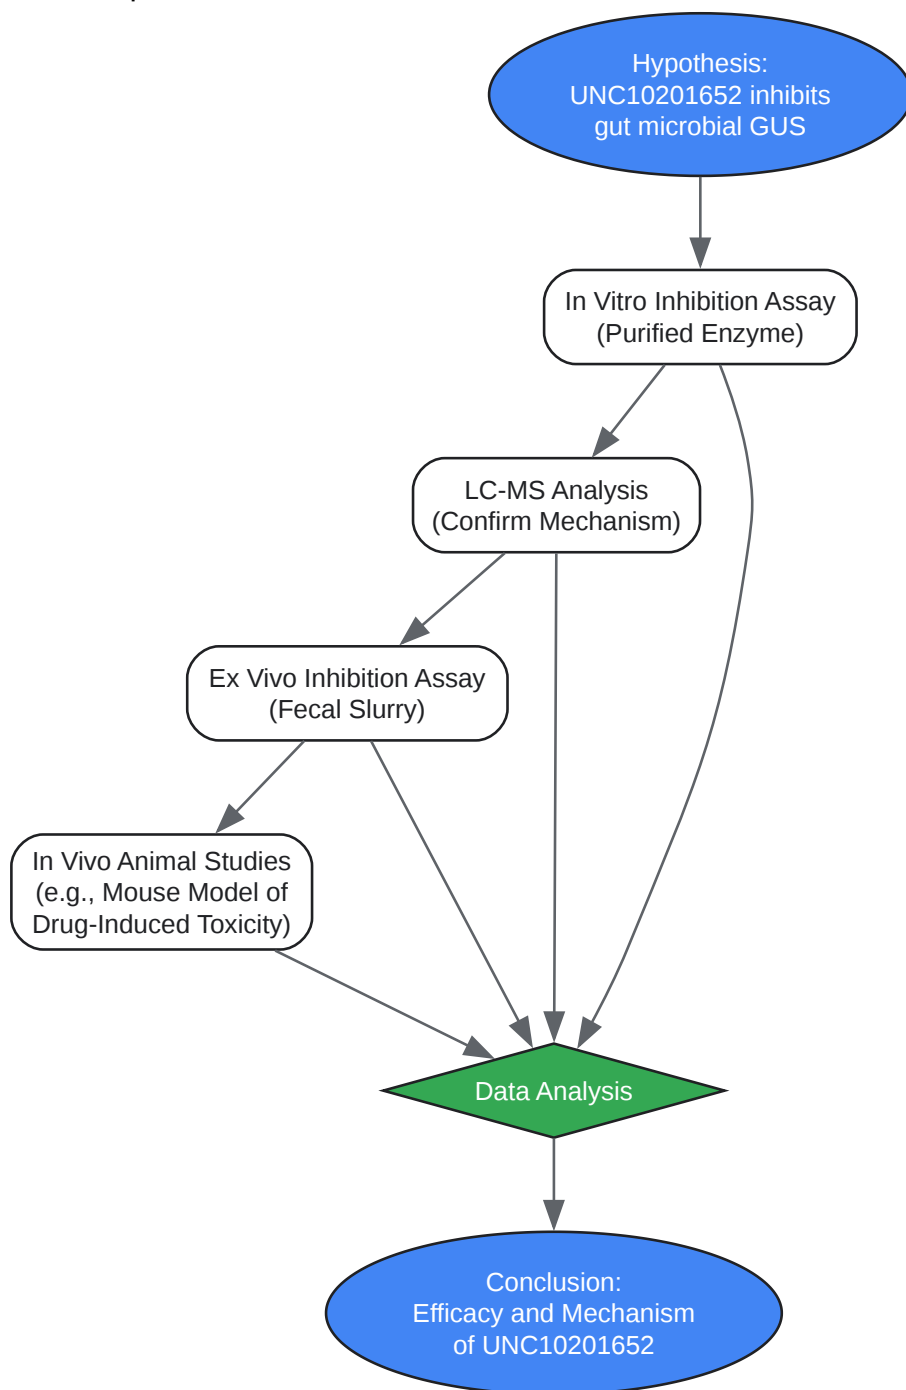 Hypothesis:
UNC10201652 inhibits
gut microbial GUS
In Vitro Inhibition Assay
(Purified Enzyme)
LC-MS Analysis
(Confirm Mechanism)
Ex Vivo Inhibition Assay
(Fecal Slurry)
In Vivo Animal Studies
(e.g., Mouse Model of
Drug-Induced Toxicity)
Data Analysis
Conclusion:
Efficacy and Mechanism
of UNC10201652